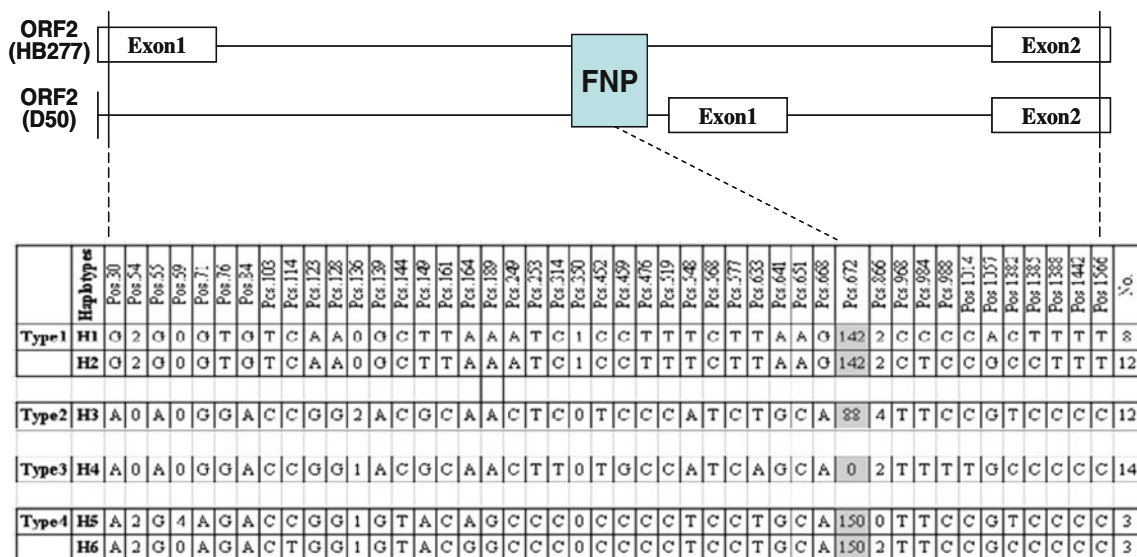 ORF2
(HB277)
Exon1
Exon2
FNP
ORF2
(D50)
Exon1
Exon2
Haplotypes Pos.30 Pos.54 Pos.55 Pos.59 Pos.71 Pos.76 Pos.84 Pos.103 Pos.114 Pos.123 Pos.128 Pos.136 Pos.139 Pos.144 Pos.149 Pos.161 Pos.164 Pos.189 Pos.249 Pos.253 Pos.314 Pos.350 Pos.452 Pos.459 Pos.476 Pos.519 Pos.548 Pos.568 Pos.577 Pos.633 Pos.641 Pos.651 Pos.668 Pos.672 Pos.866 Pos.968 Pos.984 Pos.988 Pos Pos Pos 1382 Pos 1385 Pos 1388 Pos 1442 Pos 1566 No.
Type1 H1 G 2 G 0 G T G T C A A 0 G C T T A A A T C 1 C C T T T C T T A A G 142 2 C C C C A C T T T T 8
H2 G 2 G 0 G T G T C A A 0 G C T T A A A T C 1 C C T T T C T T A A G 142 2 C T C C G C C T T T 12
Type2 H3 A 0 A 0 G G A C C G G 2 A C G C A A C T C 0 T C C C A T C T G C A 88 4 T T C C G T C C C C 12
Type3 H4 A 0 A 0 G G A C C G G 1 A C G C A A C T T 0 T G C C A T C A G C A 0 2 T T T T G C C C C C 14
Type4 H5 A 2 G 4 A G A C C G G 1 G T A C A G C C C 0 C C C C T C C T G C A 150 0 T T C C G T C C C C 3
H6 A 2 G 0 A G A C T G G 1 G T A C G G C C C 0 C C C C T C C T G C A 150 2 T T C C G T C C C C 3